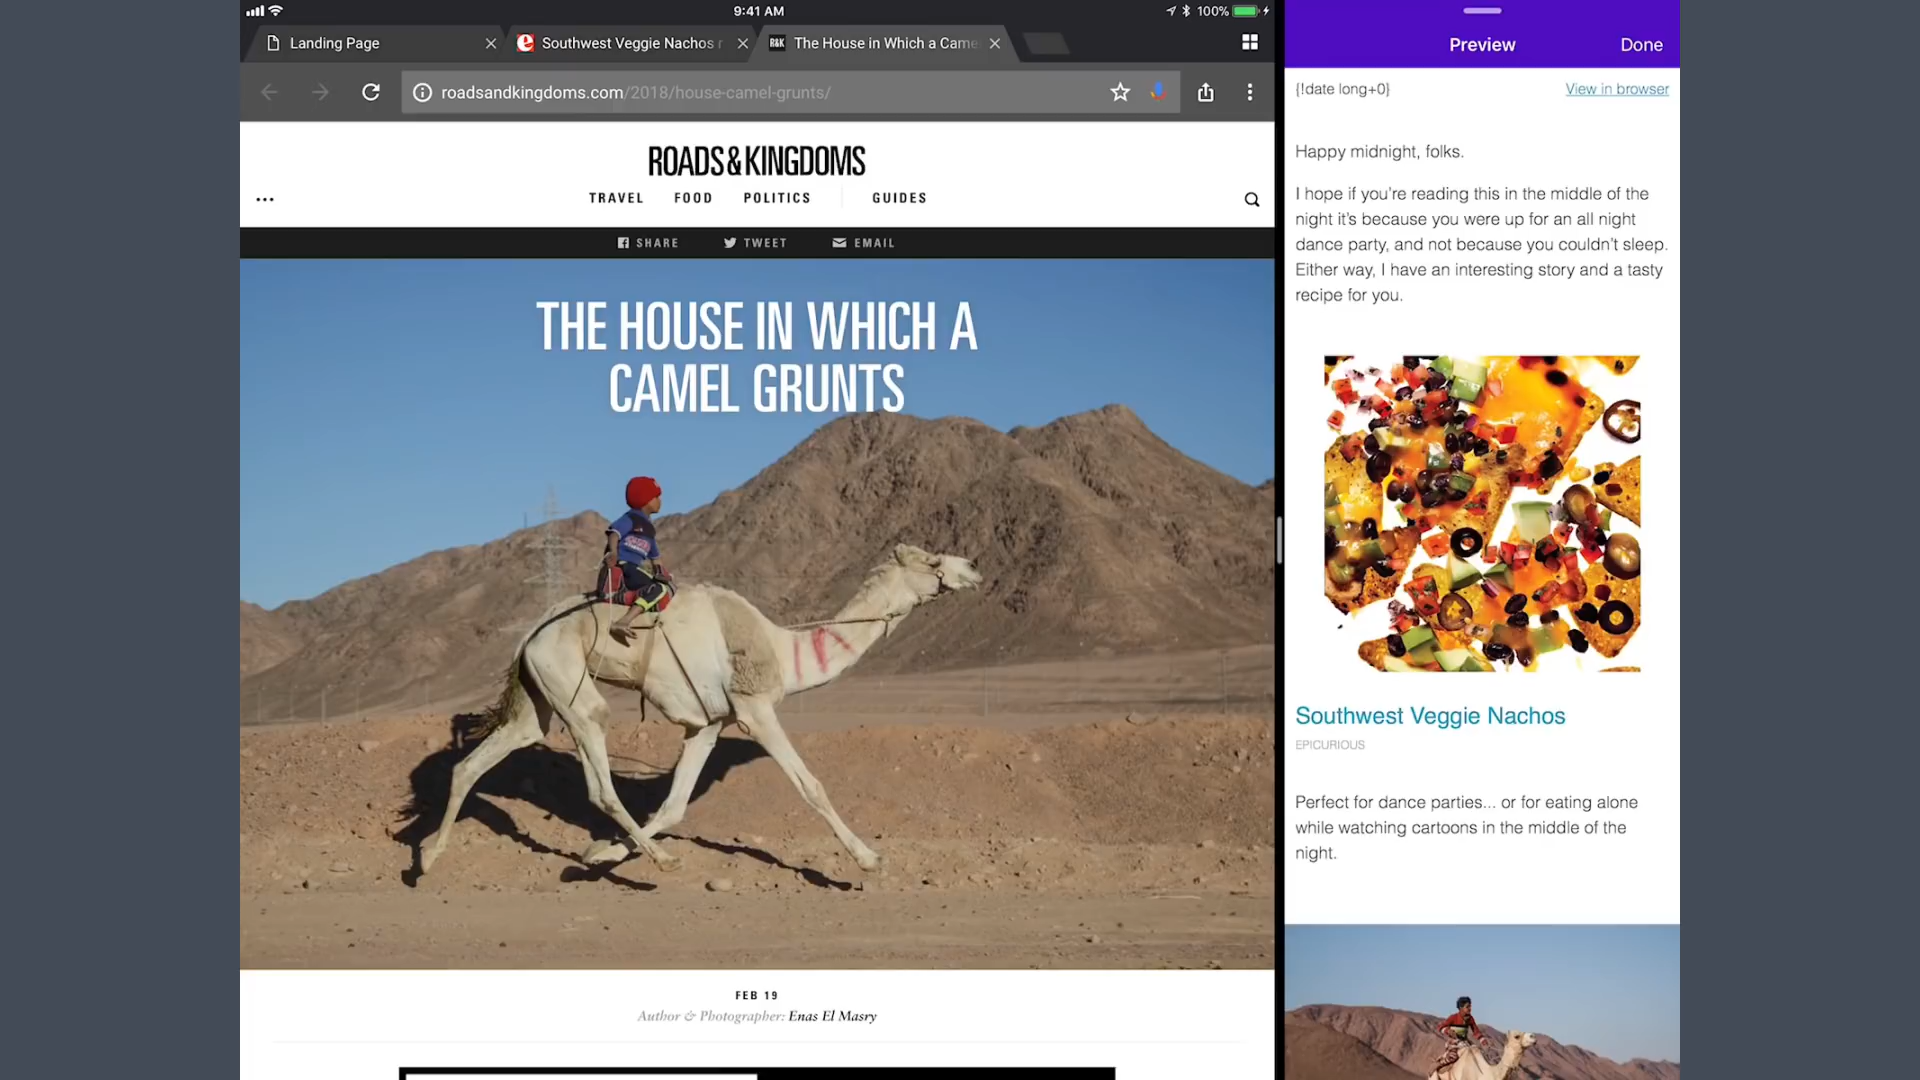 9:41 AM
100%
Landing Page
Southwest Veggie Nachos r
R&K
The House in Which a Came
roadsandkingdoms.com/2018/house-camel-grunts/
ROADS & KINGDOMS
TRAVEL FOOD POLITICS GUIDES
SHARE TWEET EMAIL
THE HOUSE IN WHICH A
CAMEL GRUNTS
FEB 19
Author & Photographer: Enas El Masry
Preview
Done
{!date long+0}
View in browser
Happy midnight, folks.
I hope if you're reading this in the middle of the
night it's because you were up for an all night
dance party, and not because you couldn't sleep.
Either way, I have an interesting story and a tasty
recipe for you.
Southwest Veggie Nachos
EPICURIOUS
Perfect for dance parties... or for eating alone
while watching cartoons in the middle of the
night.